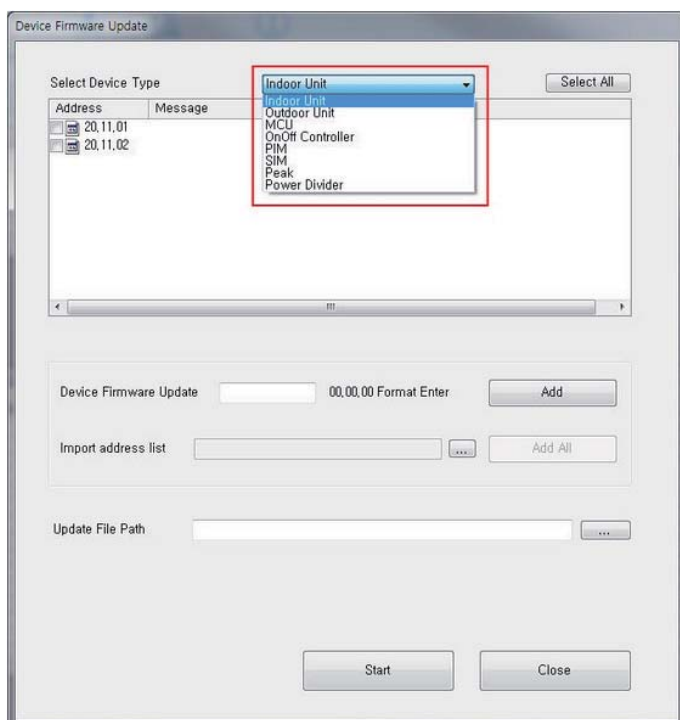 Device Firmware Update
Select Device Type
Indoor Unit
Select All
Address Message
20,11,01
20,11,02
Indoor Unit
Outdoor Unit
MCU
OnOff Controller
PIM
SIM
Peak
Power Divider
Device Firmware Update
00,00,00 Format Enter
Add
Import address list
...
Add All
Update File Path
...
Start
Close